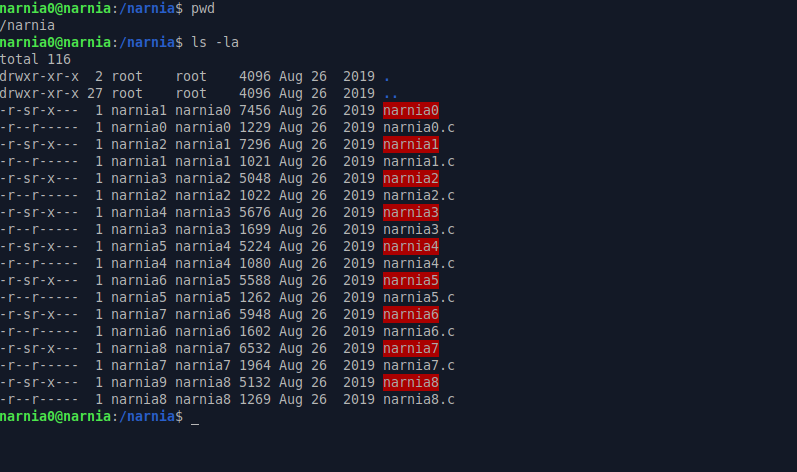 narnia0@narnia:/narnia$ pwd
/narnia
narnia0@narnia:/narnia$ ls -la
total 116
drwxr-xr-x  2 root    root    4096 Aug 26  2019 .
drwxr-xr-x 27 root    root    4096 Aug 26  2019 ..
-r-sr-x---  1 narnia1 narnia0 7456 Aug 26  2019 narnia0
-r--r-----  1 narnia0 narnia0 1229 Aug 26  2019 narnia0.c
-r-sr-x---  1 narnia2 narnia1 7296 Aug 26  2019 narnia1
-r--r-----  1 narnia1 narnia1 1021 Aug 26  2019 narnia1.c
-r-sr-x---  1 narnia3 narnia2 5048 Aug 26  2019 narnia2
-r--r-----  1 narnia2 narnia2 1022 Aug 26  2019 narnia2.c
-r-sr-x---  1 narnia4 narnia3 5676 Aug 26  2019 narnia3
-r--r-----  1 narnia3 narnia3 1699 Aug 26  2019 narnia3.c
-r-sr-x---  1 narnia5 narnia4 5224 Aug 26  2019 narnia4
-r--r-----  1 narnia4 narnia4 1080 Aug 26  2019 narnia4.c
-r-sr-x---  1 narnia6 narnia5 5588 Aug 26  2019 narnia5
-r--r-----  1 narnia5 narnia5 1262 Aug 26  2019 narnia5.c
-r-sr-x---  1 narnia7 narnia6 5948 Aug 26  2019 narnia6
-r--r-----  1 narnia6 narnia6 1602 Aug 26  2019 narnia6.c
-r-sr-x---  1 narnia8 narnia7 6532 Aug 26  2019 narnia7
-r--r-----  1 narnia7 narnia7 1964 Aug 26  2019 narnia7.c
-r-sr-x---  1 narnia9 narnia8 5132 Aug 26  2019 narnia8
-r--r-----  1 narnia8 narnia8 1269 Aug 26  2019 narnia8.c
narnia0@narnia:/narnia$ _